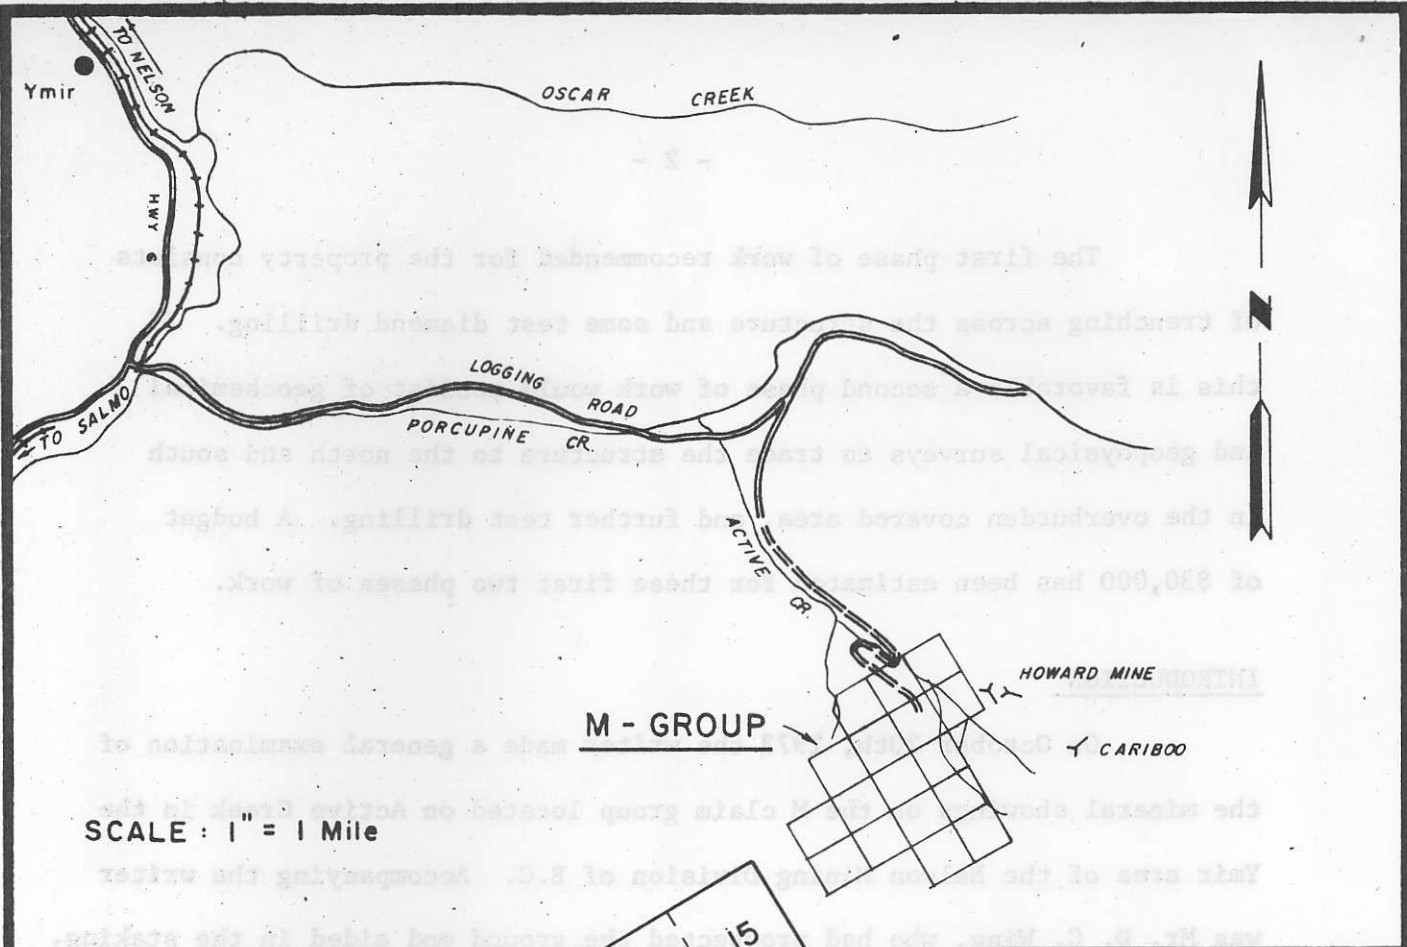 TO NELSON
Ymir
OSCAR CREEK
- 2 -
HWY 6
The first phase of work recommended for the property consists
of trenching across the structure and some test diamond drilling. If
LOGGING ROAD
this is favorable a second phase of work would consist of geochemical
TO SALMO
PORCUPINE CR.
and geophysical surveys to trace the structure to the north and south
N
in the overburden covered area, and further test drilling. A budget
ACTIVE CR.
of $30,000 has been estimated for these first two phases of work.
INTRODUCTION
HOWARD MINE
M - GROUP
On October 20th, the writer made a general examination of
CARIBOO
the mineral showings on the M claim group located on Active Creek in the
SCALE : 1" = 1 Mile
Ymir area of the Nelson Mining Division of B.C. Accompanying the writer
15
was Mr. D. C. Wing, who had prospected the ground and aided in the staking.